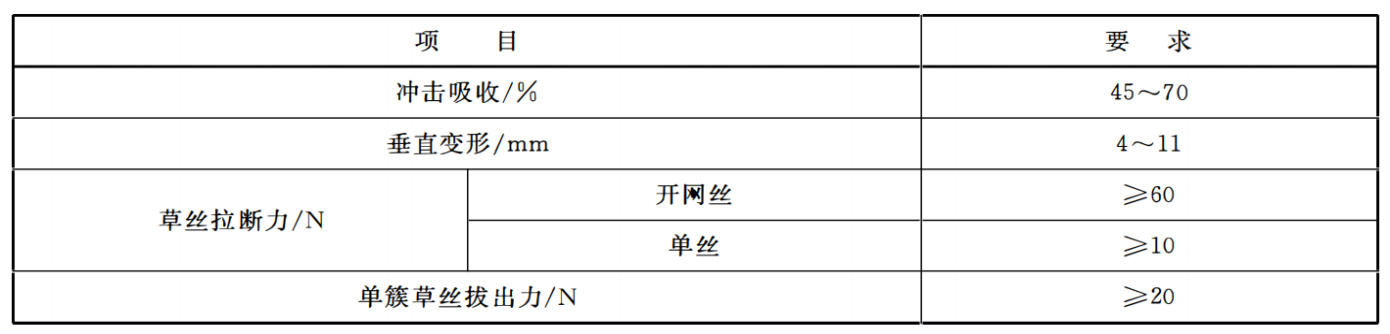 项 目 要 求
冲击吸收/% 45~70
垂直变形/mm 4~11
草丝拉断力/N 开网丝 ≥60
单丝 ≥10
单簇草丝拔出力/N ≥20